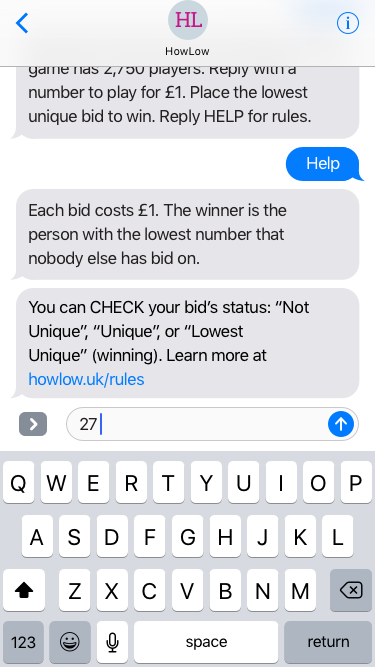 HL
HowLow
game has 2,750 players. Reply with a
number to play for £1. Place the lowest
unique bid to win. Reply HELP for rules.
Help
Each bid costs £1. The winner is the
person with the lowest number that
nobody else has bid on.
You can CHECK your bid’s status: “Not
Unique”, “Unique”, or “Lowest
Unique” (winning). Learn more at
howlow.uk/rules
27
Q W E R T Y U I O P
A S D F G H J K L
Z X C V B N M
123 space return